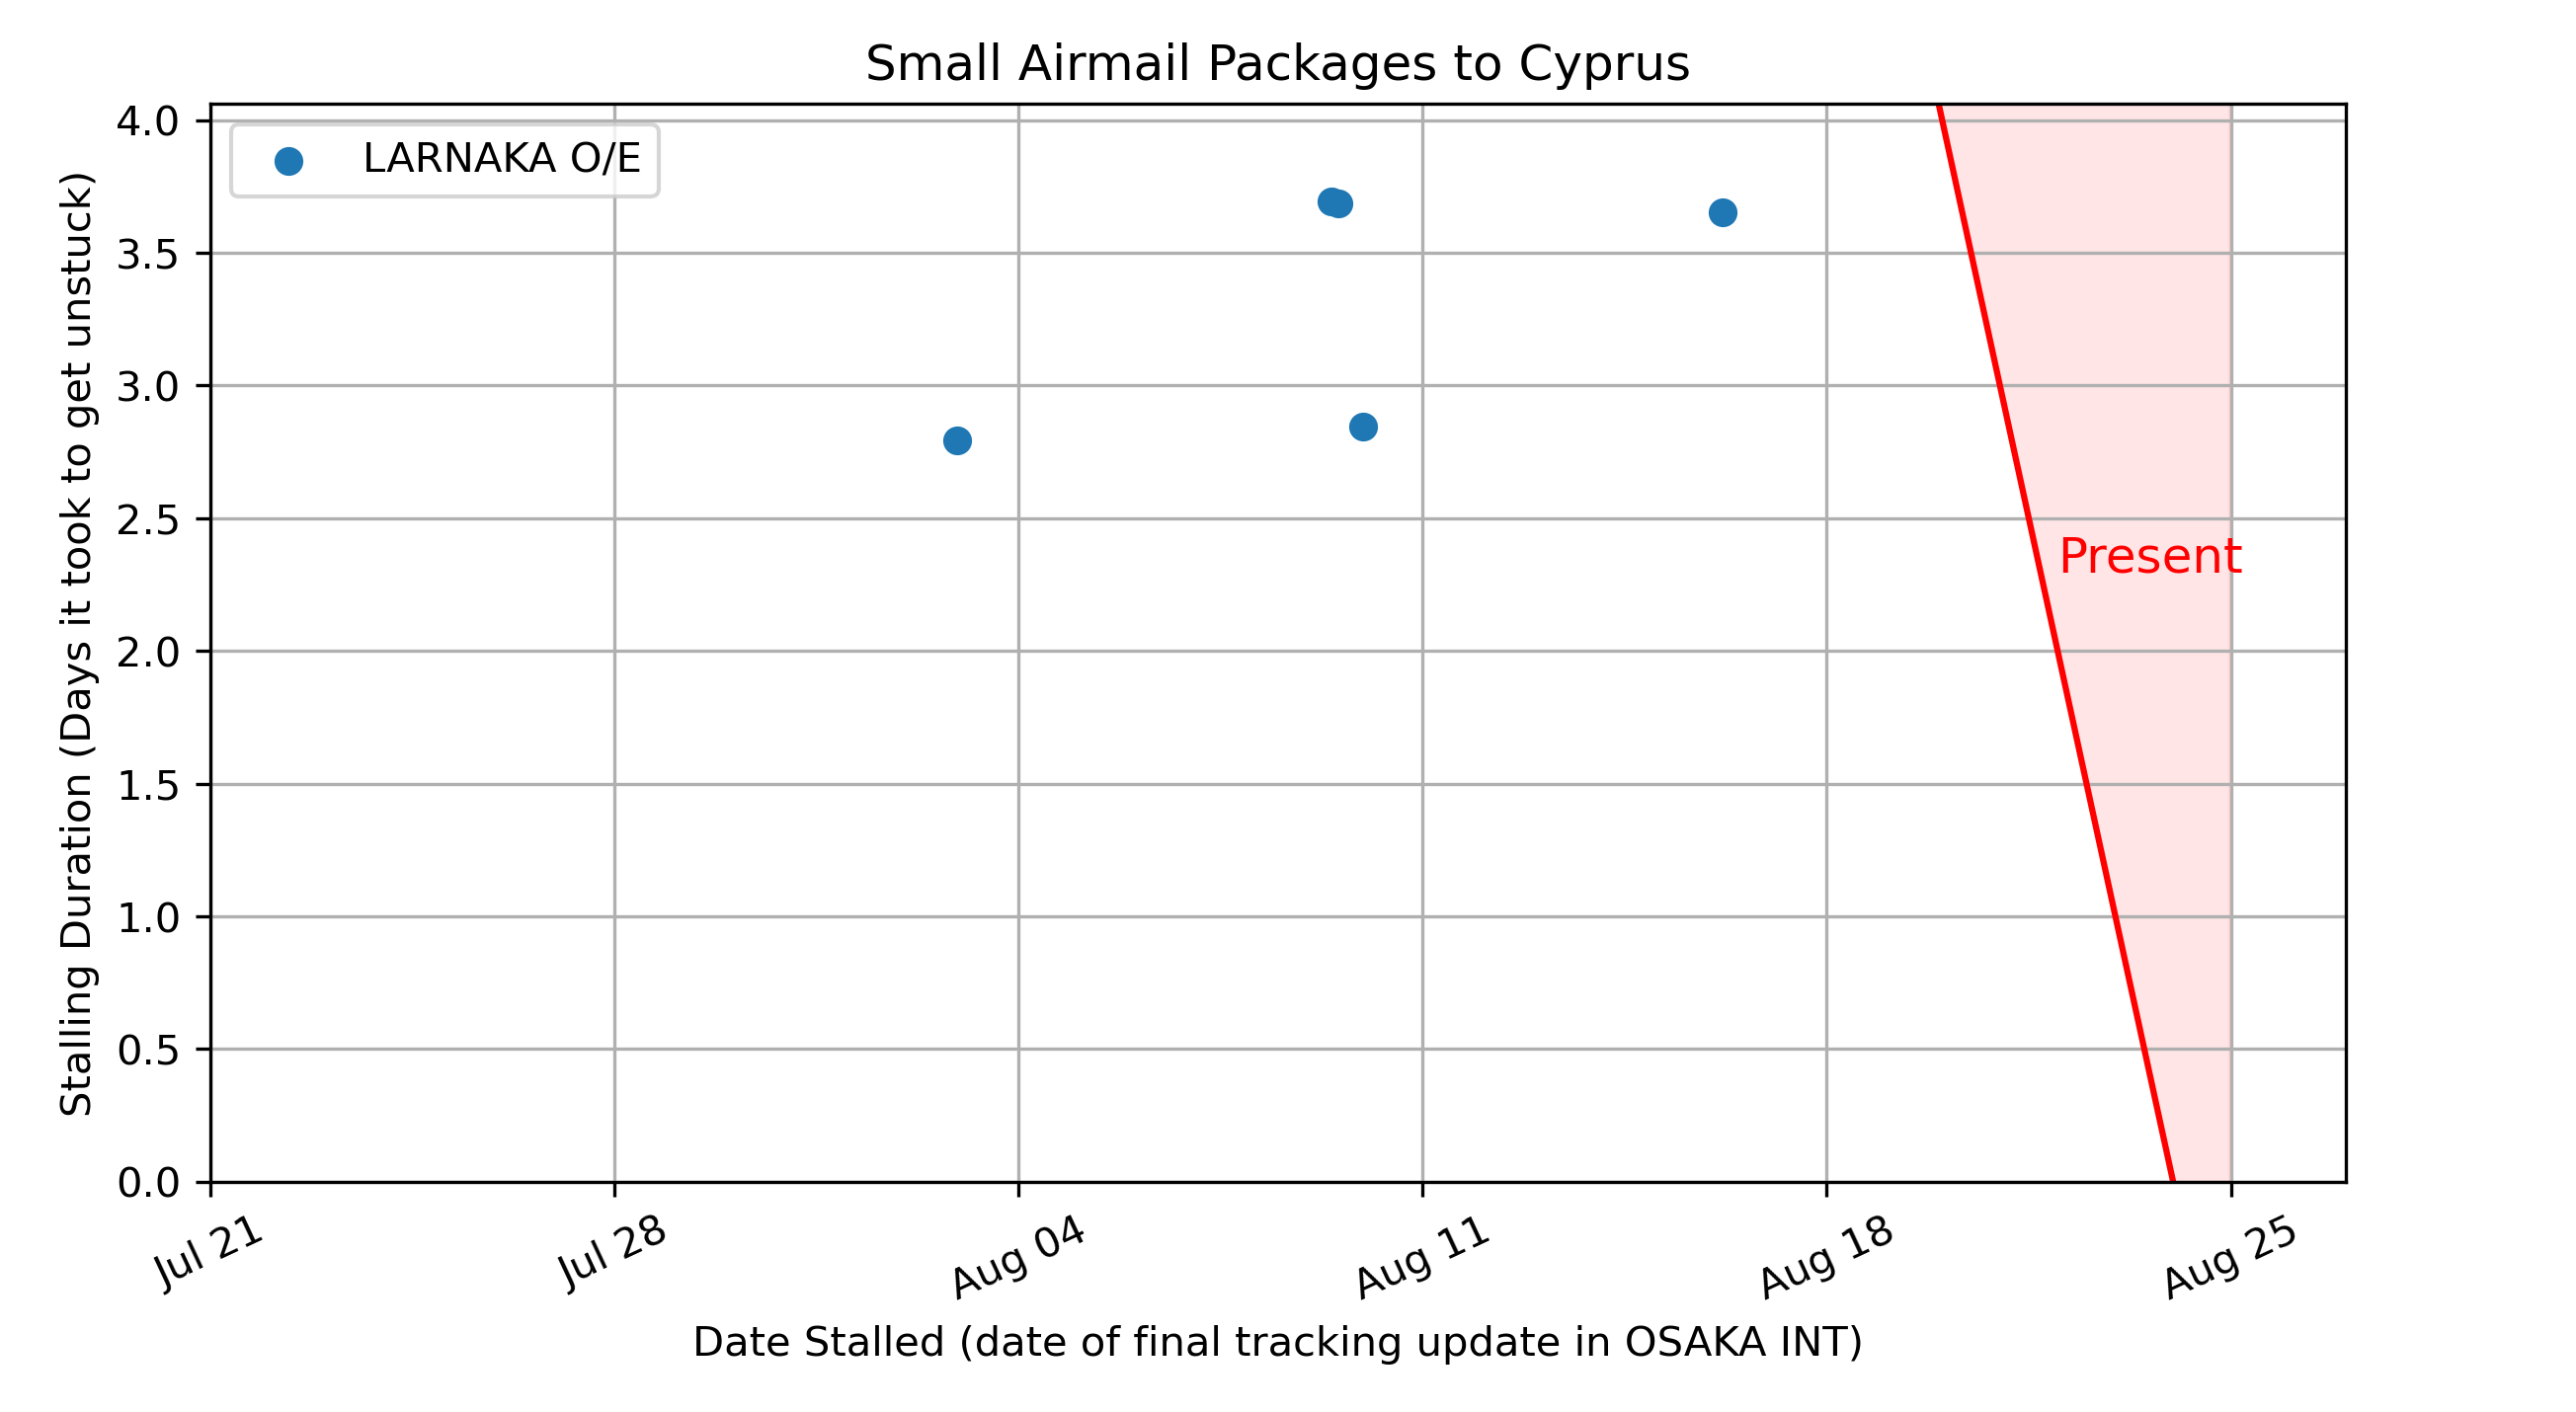 Small Airmail Packages to Cyprus
LARNAKA O/E
Stalling Duration (Days it took to get unstuck)
4.0
3.5
3.0
2.5
2.0
1.5
1.0
0.5
0.0
Present
Jul 21
Jul 28
Aug 04
Aug 11
Aug 18
Aug 25
Date Stalled (date of final tracking update in OSAKA INT)